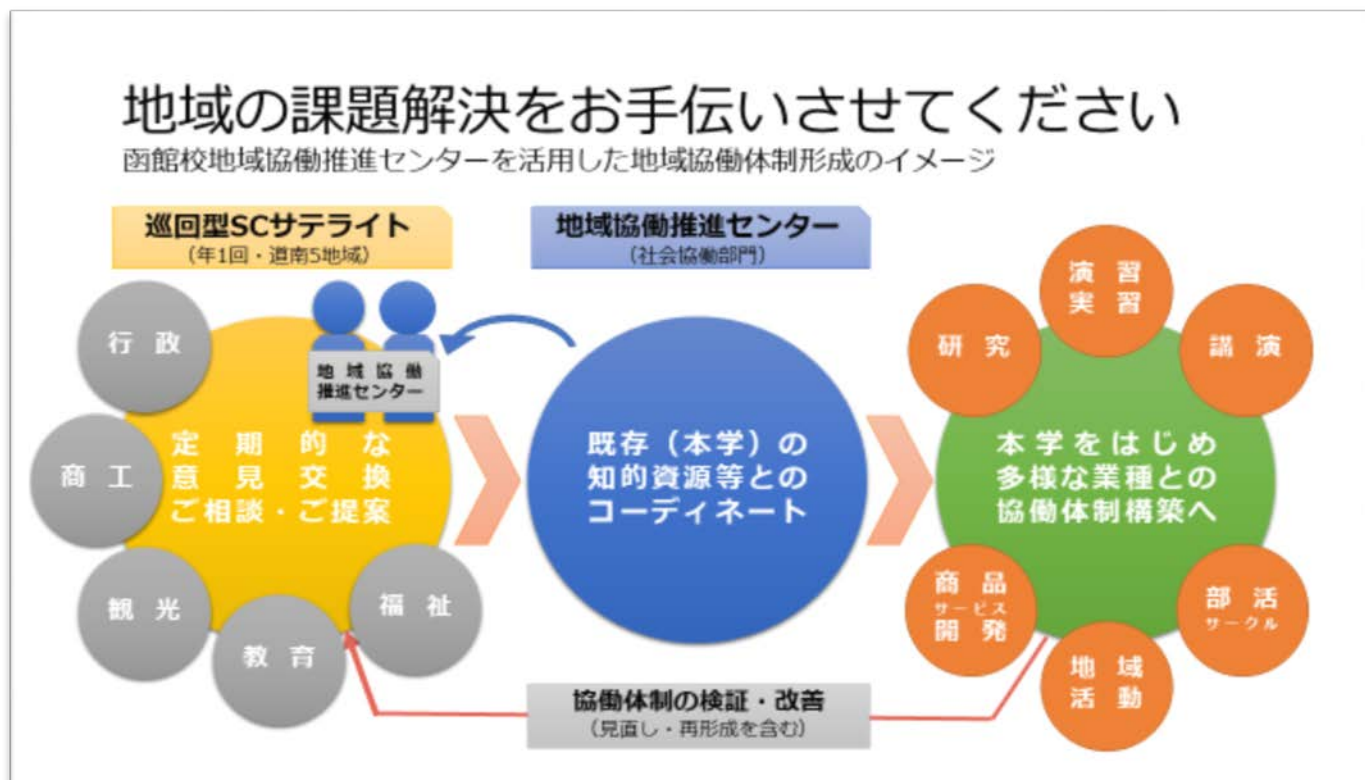 地域の課題解決をお手伝いさせてください
函館校地域協働推進センターを活用した地域協働体制形成のイメージ
巡回型SCサテライト
（年1回・道南5地域）
地域協働推進センター
（社会協働部門）
行政
商工
観光
教育
福祉
地域協働
推進センター
定期的な
意見交換
ご相談・ご提案
既存（本学）の
知的資源等との
コーディネート
本学をはじめ
多様な業種との
協働体制構築へ
研究
演習
実習
講演
商品
サービス
開発
地域
活動
部活
サークル
協働体制の検証・改善
（見直し・再形成を含む）